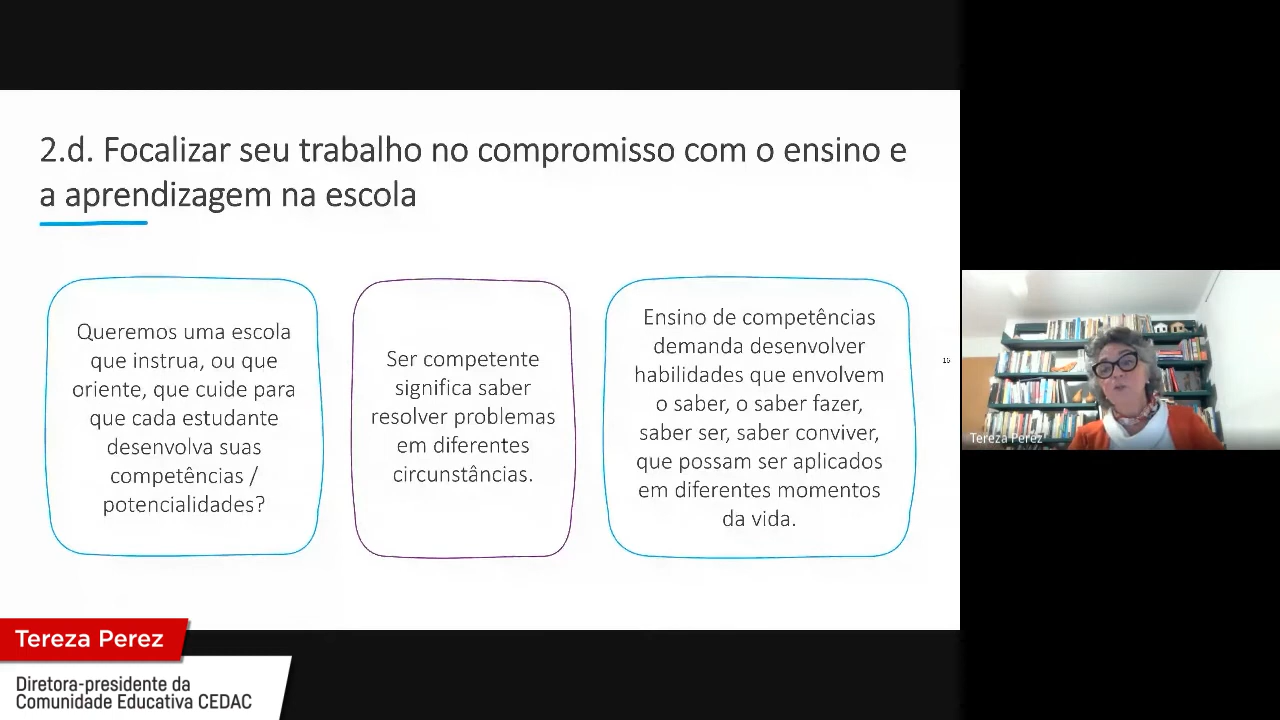 2.d. Focalizar seu trabalho no compromisso com o ensino e
a aprendizagem na escola
Queremos uma escola
que instrua, ou que
oriente, que cuide para
que cada estudante
desenvolva suas
competências /
potencialidades?
Ser competente
significa saber
resolver problemas
em diferentes
circunstâncias.
Ensino de competências
demanda desenvolver
habilidades que envolvem
o saber, o saber fazer,
saber ser, saber conviver,
que possam ser aplicados
em diferentes momentos
da vida.
Tereza Perez
Tereza Perez
Diretora-presidente da
Comunidade Educativa CEDAC